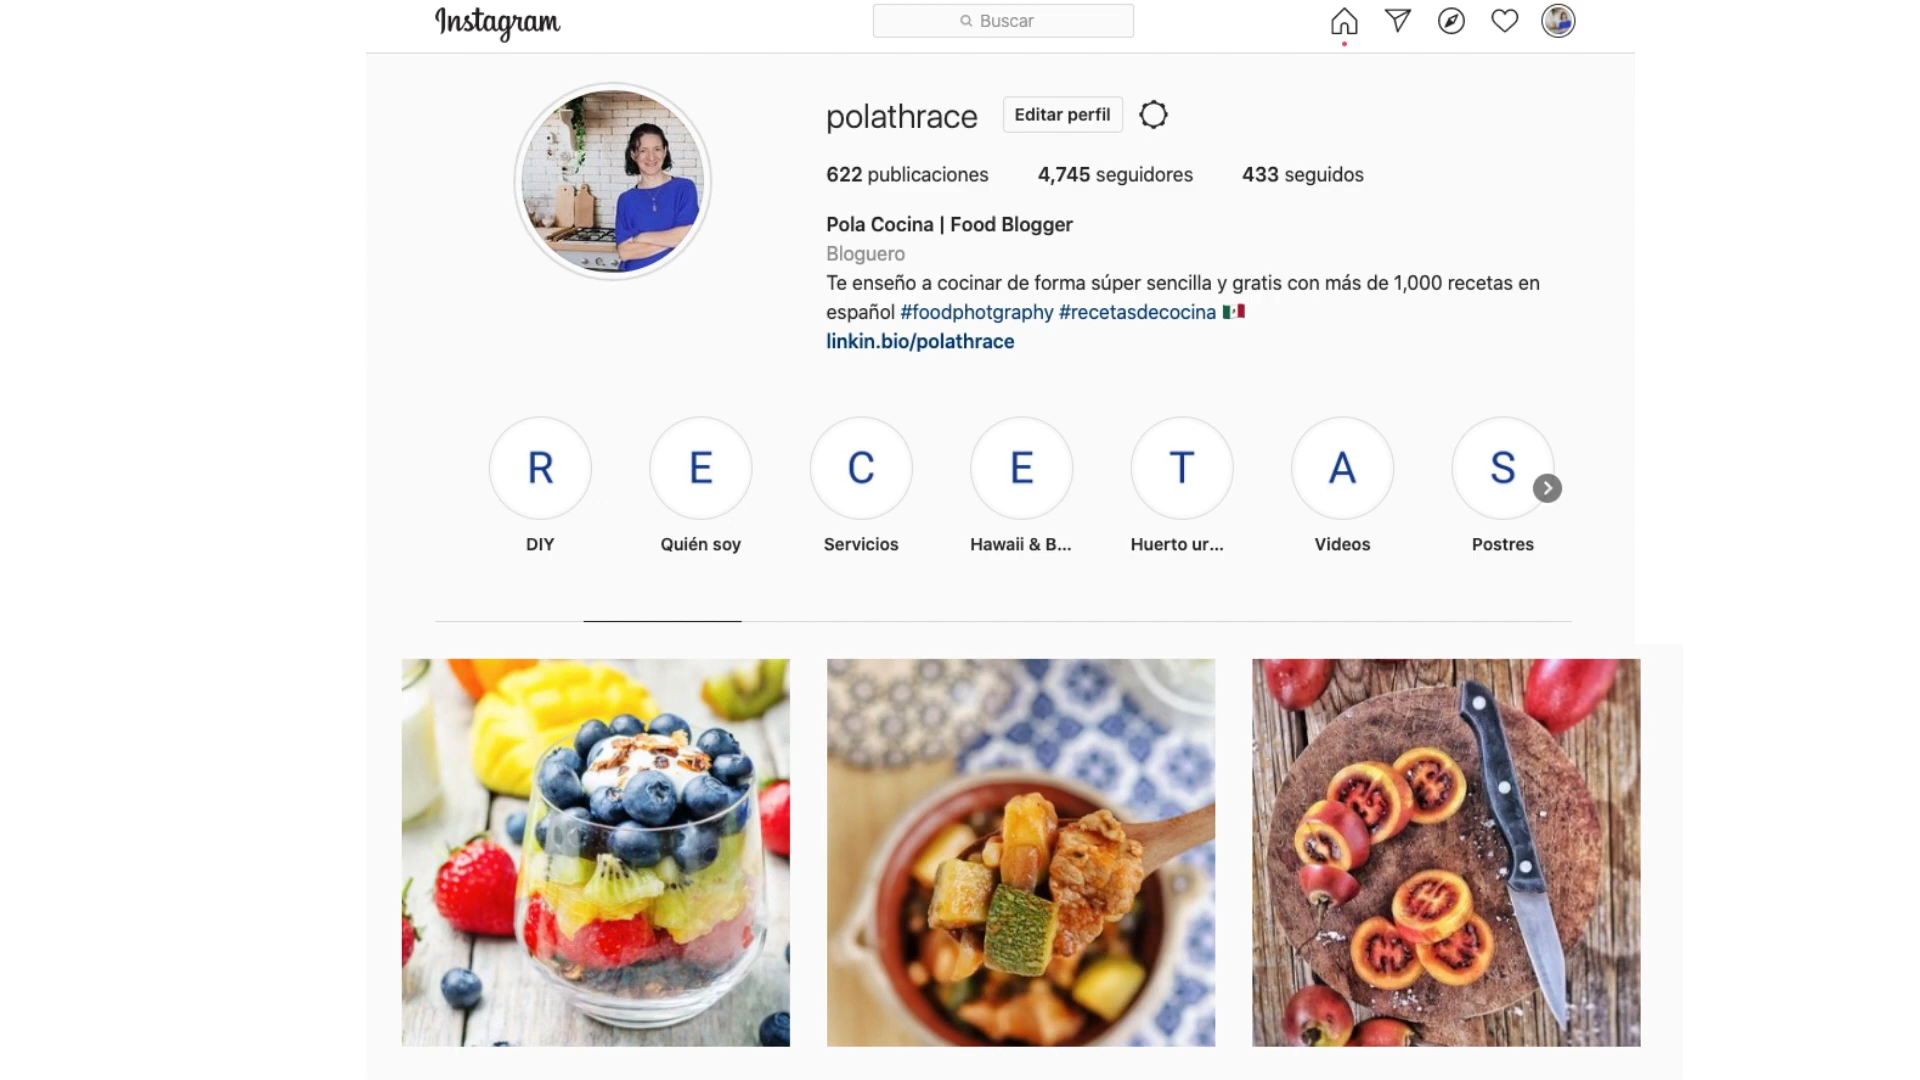 Instagram
Buscar
polathrace Editar perfil
622 publicaciones 4,745 seguidores 433 seguidos
Pola Cocina | Food Blogger
Bloguero
Te enseño a cocinar de forma súper sencilla y gratis con más de 1,000 recetas en
español #foodphotgraphy #recetasdecocina 🇲🇽
linkin.bio/polathrace
R E C E T A S
DIY Quién soy Servicios Hawaii & B... Huerto ur... Videos Postres